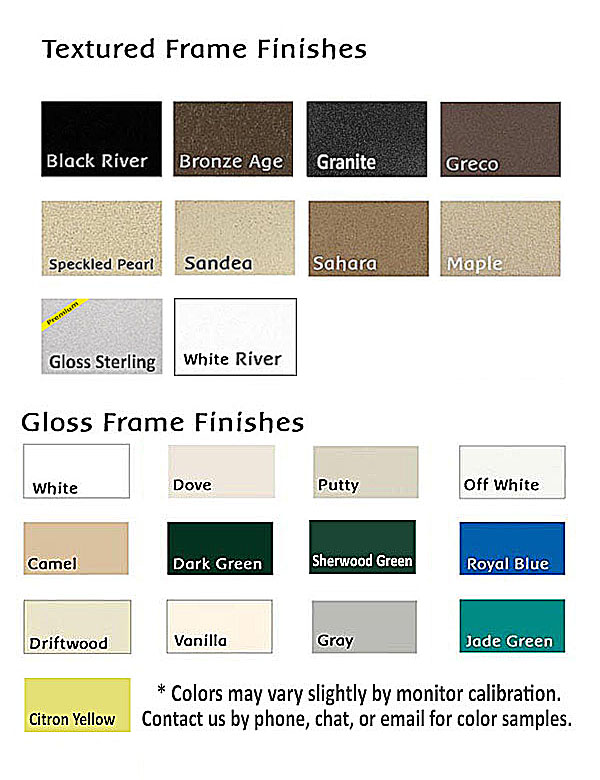 Textured Frame Finishes
Black River
Bronze Age
Granite
Greco
Speckled Pearl
Sandea
Sahara
Maple
Premium
Gloss Sterling
White River
Gloss Frame Finishes
White
Dove
Putty
Off White
Camel
Dark Green
Sherwood Green
Royal Blue
Driftwood
Vanilla
Gray
Jade Green
Citron Yellow
* Colors may vary slightly by monitor calibration.
Contact us by phone, chat, or email for color samples.